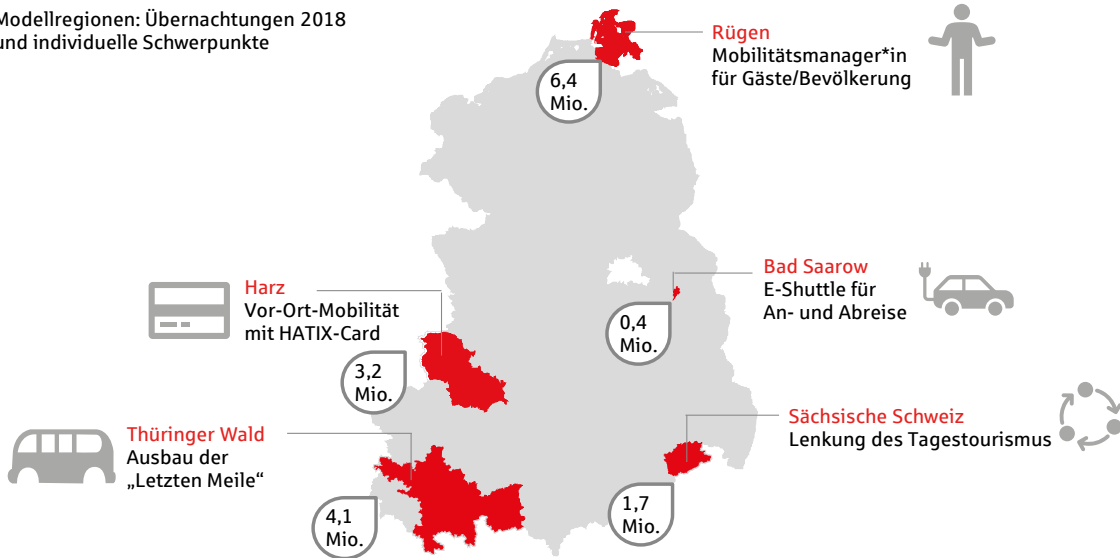 Modellregionen: Übernachtungen 2018
und individuelle Schwerpunkte
Rügen
Mobilitätsmanager*in
für Gäste/Bevölkerung
6,4
Mio.
Bad Saarow
E-Shuttle für
An- und Abreise
0,4
Mio.
Harz
Vor-Ort-Mobilität
mit HATIX-Card
3,2
Mio.
Sächsische Schweiz
Lenkung des Tagestourismus
1,7
Mio.
Thüringer Wald
Ausbau der
„Letzten Meile“
4,1
Mio.